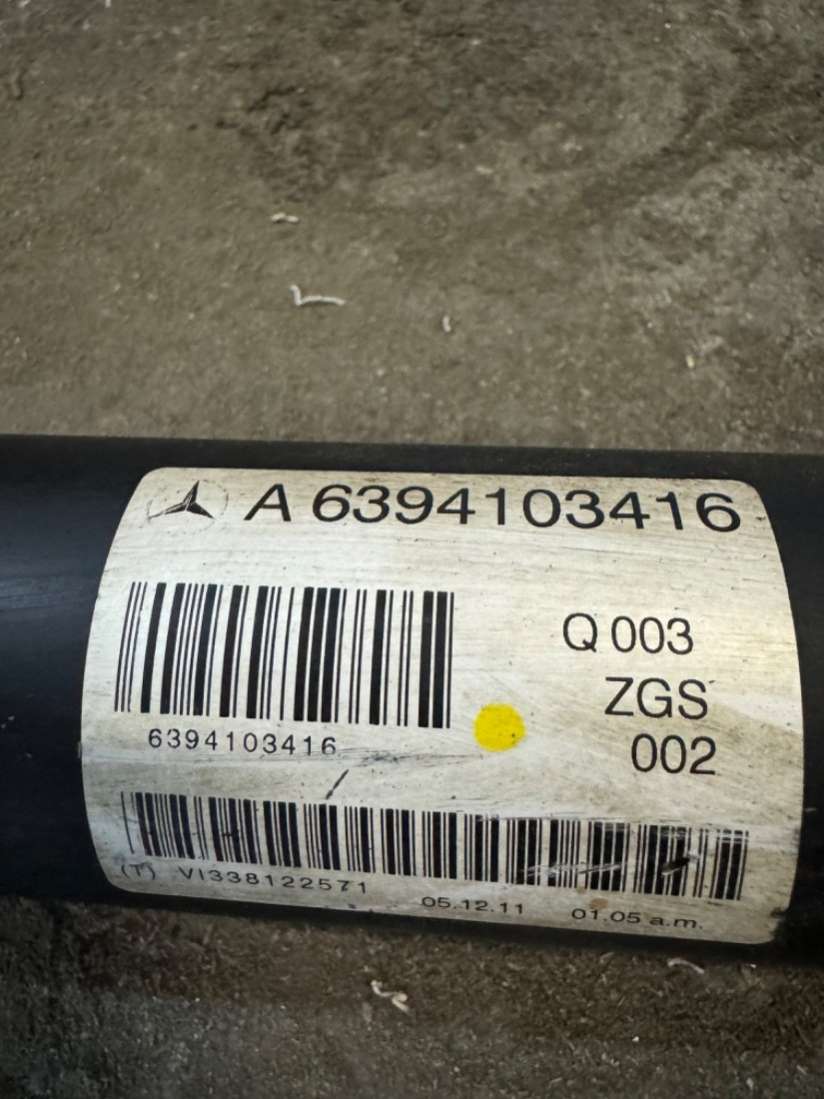 A 6394103416
Q 003
ZGS
002
6394103416
(T) VI338122571 05.12.11 01.05 a.m.